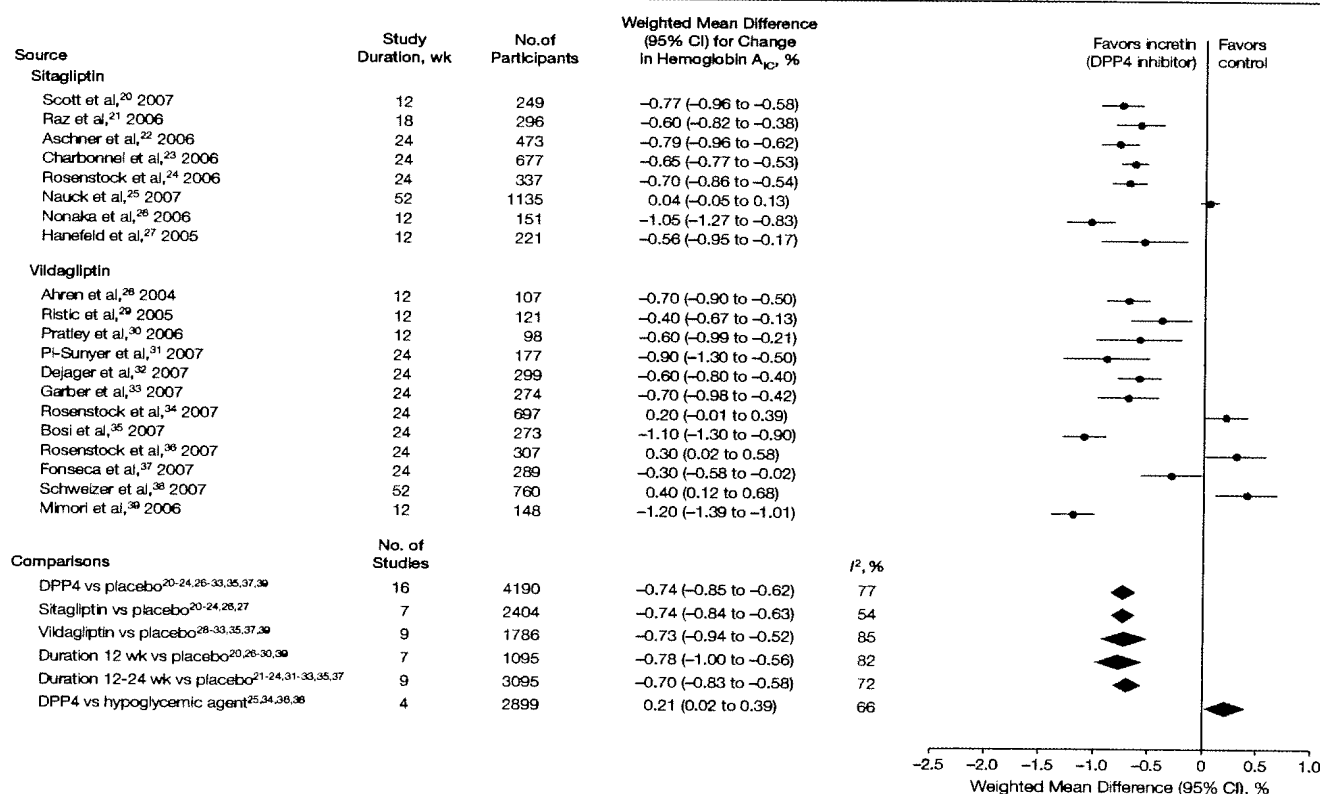 Weighted Mean Difference
Study No.of (95% CI) for Change Favors incretin Favors
Source Duration, wk Participants in Hemoglobin A1C, % (DPP4 inhibitor) control
Sitagliptin
Scott et al,20 2007 12 249 –0.77 (–0.96 to –0.58)
Raz et al,21 2006 18 296 –0.60 (–0.82 to –0.38)
Aschner et al,22 2006 24 473 –0.79 (–0.96 to –0.62)
Charbonnel et al,23 2006 24 677 –0.65 (–0.77 to –0.53)
Rosenstock et al,24 2006 24 337 –0.70 (–0.86 to –0.54)
Nauck et al,25 2007 52 1135 0.04 (–0.05 to 0.13)
Nonaka et al,26 2006 12 151 –1.05 (–1.27 to –0.83)
Hanefeld et al,27 2005 12 221 –0.56 (–0.95 to –0.17)
Vildagliptin
Ahren et al,28 2004 12 107 –0.70 (–0.90 to –0.50)
Ristic et al,29 2005 12 121 –0.40 (–0.67 to –0.13)
Pratley et al,30 2006 12 98 –0.60 (–0.99 to –0.21)
Pi-Sunyer et al,31 2007 24 177 –0.90 (–1.30 to –0.50)
Dejager et al,32 2007 24 299 –0.60 (–0.80 to –0.40)
Garber et al,33 2007 24 274 –0.70 (–0.98 to –0.42)
Rosenstock et al,34 2007 24 697 0.20 (–0.01 to 0.39)
Bosi et al,35 2007 24 273 –1.10 (–1.30 to –0.90)
Rosenstock et al,36 2007 24 307 0.30 (0.02 to 0.58)
Fonseca et al,37 2007 24 289 –0.30 (–0.58 to –0.02)
Schweizer et al,38 2007 52 760 0.40 (0.12 to 0.68)
Mimori et al,39 2006 12 148 –1.20 (–1.39 to –1.01)
No. of
Comparisons Studies I2, %
DPP4 vs placebo20-24,26-33,35,37,39 16 4190 –0.74 (–0.85 to –0.62) 77
Sitagliptin vs placebo20-24,26,27 7 2404 –0.74 (–0.84 to –0.63) 54
Vildagliptin vs placebo28-33,35,37,39 9 1786 –0.73 (–0.94 to –0.52) 85
Duration 12 wk vs placebo20,26-30,39 7 1095 –0.78 (–1.00 to –0.56) 82
Duration 12-24 wk vs placebo21-24,31-33,35,37 9 3095 –0.70 (–0.83 to –0.58) 72
DPP4 vs hypoglycemic agent25,34,36,38 4 2899 0.21 (0.02 to 0.39) 66
–2.5 –2.0 –1.5 –1.0 –0.5 0 0.5 1.0
Weighted Mean Difference (95% CI), %